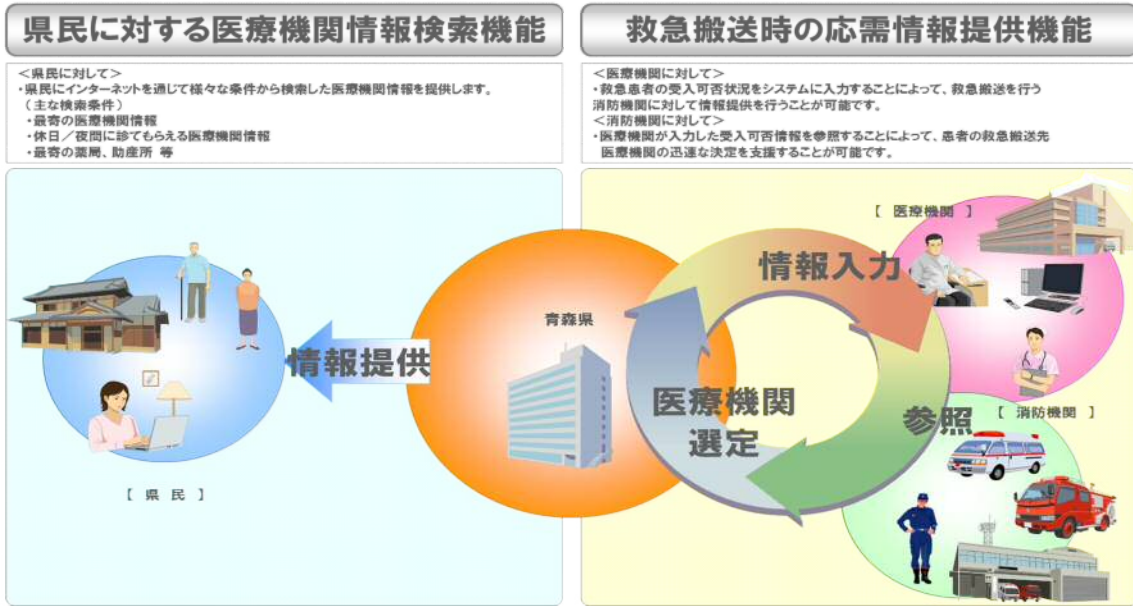 県民に対する医療機関情報検索機能
＜県民に対して＞
・県民にインターネットを通じて様々な条件から検索した医療機関情報を提供します。
（主な検索条件）
・最寄の医療機関情報
・休日／夜間に診てもらえる医療機関情報
・最寄の薬局、助産所 等
救急搬送時の応需情報提供機能
＜医療機関に対して＞
・救急患者の受入可否状況をシステムに入力することによって、救急搬送を行う
消防機関に対して情報提供を行うことが可能です。
＜消防機関に対して＞
・医療機関が入力した受入可否情報を参照することによって、患者の救急搬送先
医療機関の迅速な決定を支援することが可能です。
【 県 民 】
情報提供
青森県
【 医療機関 】
情報入力
医療機関
選定
参照
【 消防機関 】